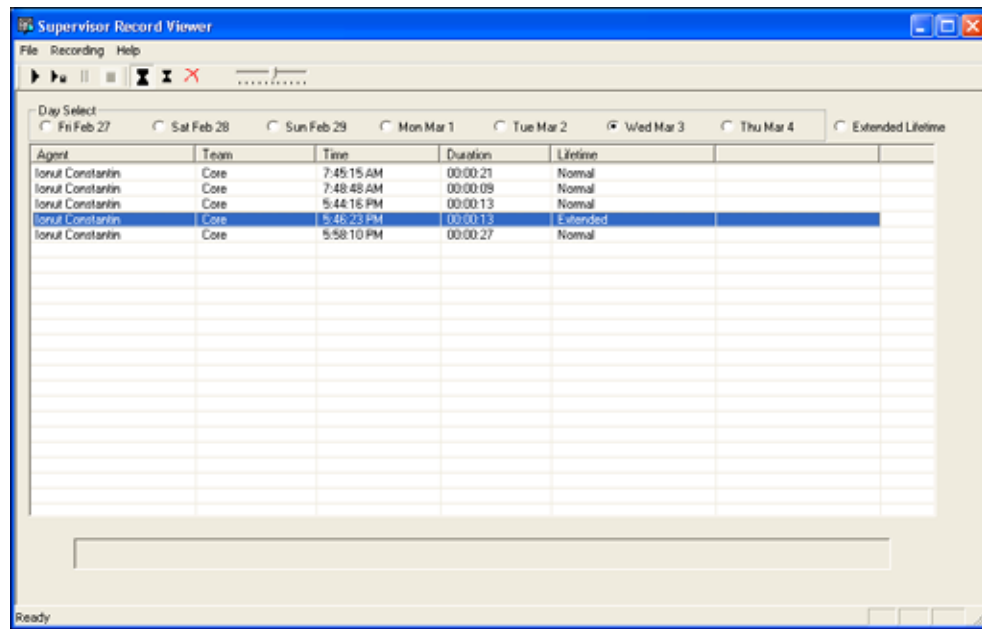 Supervisor Record Viewer
File Recording Help
Day Select
Fri Feb 27 Sat Feb 28 Sun Feb 29 Mon Mar 1 Tue Mar 2 Wed Mar 3 Thu Mar 4 Extended Lifetime
Agent Team Time Duration Lifetime
Ionut Constantin Core 7:45:15 AM 00:00:21 Normal
Ionut Constantin Core 7:48:48 AM 00:00:09 Normal
Ionut Constantin Core 5:44:16 PM 00:00:13 Normal
Ionut Constantin Core 5:46:23 PM 00:00:13 Extended
Ionut Constantin Core 5:58:10 PM 00:00:27 Normal
Ready